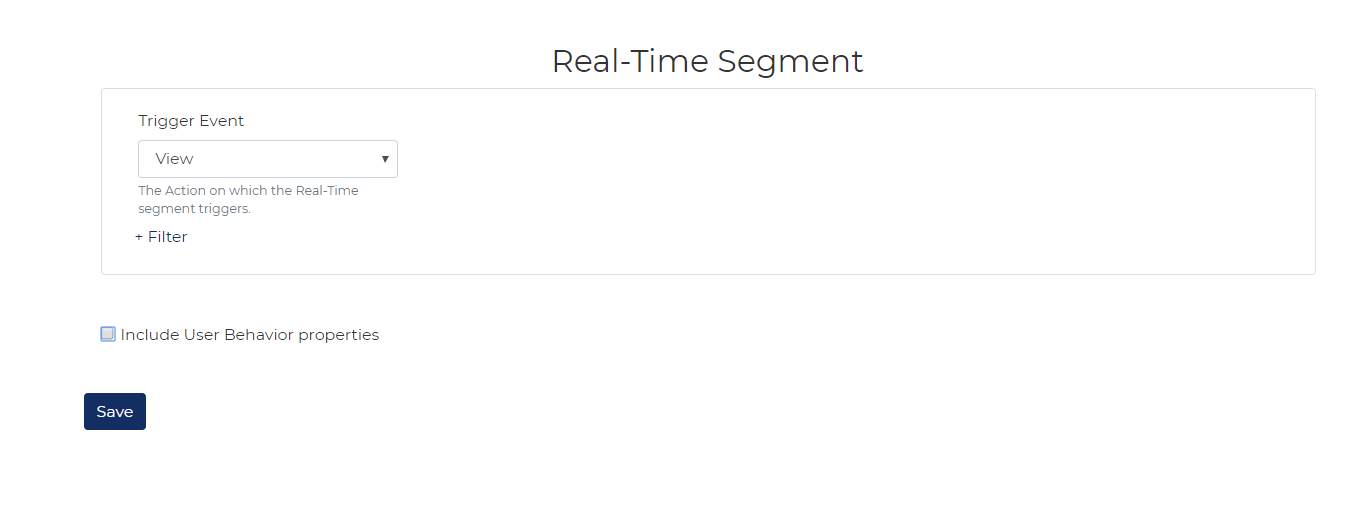 Real-Time Segment
Trigger Event
View
The Action on which the Real-Time
segment triggers.
+ Filter
Include User Behavior properties
Save